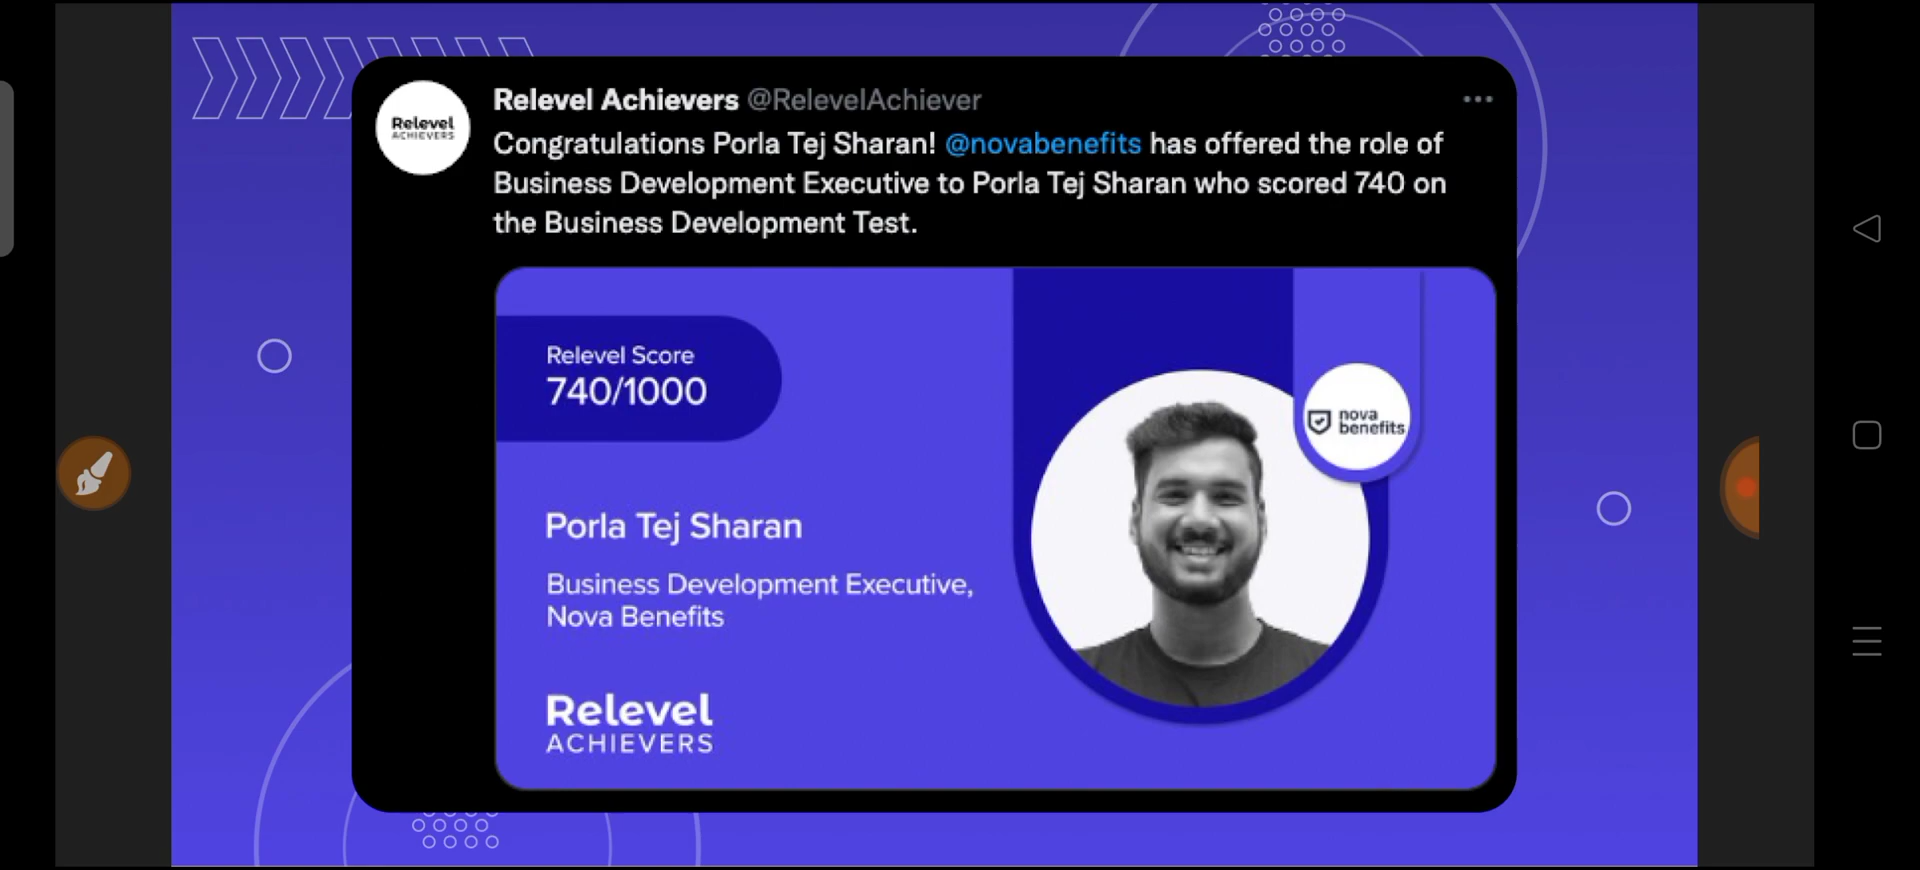 Relevel Achievers @RelevelAchiever
Relevel
ACHIEVERS
Congratulations Porla Tej Sharan! @novabenefits has offered the role of
Business Development Executive to Porla Tej Sharan who scored 740 on
the Business Development Test.
Relevel Score
740/1000
nova
benefits
Porla Tej Sharan
Business Development Executive,
Nova Benefits
Relevel
ACHIEVERS